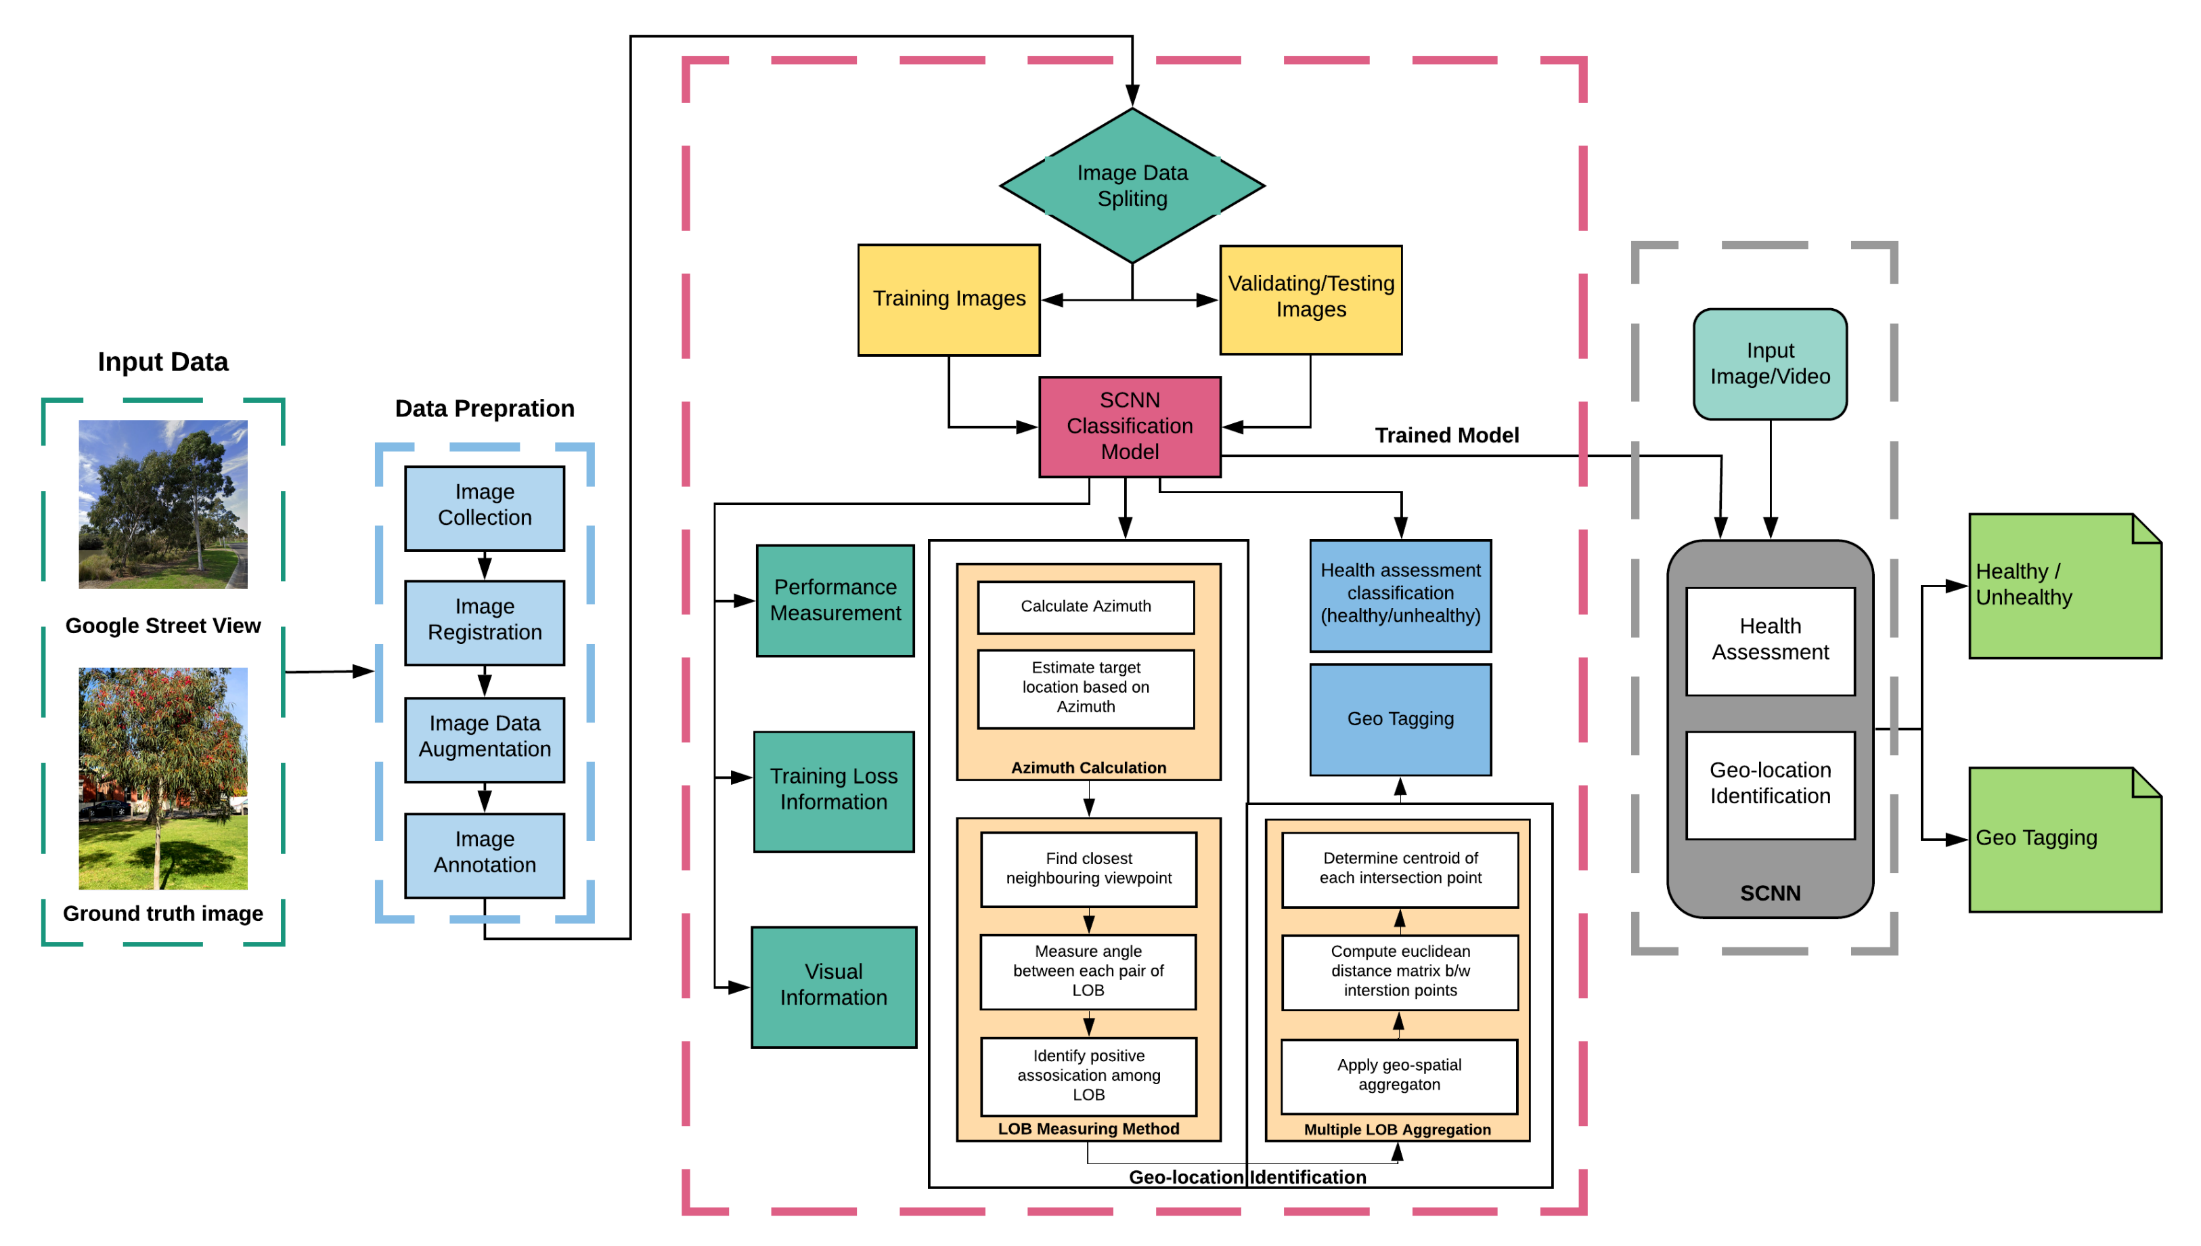 Input Data
Google Street View
Ground truth image
Data Prepration
Image
Collection
Image
Registration
Image Data
Augmentation
Image
Annotation
Image Data
Spliting
Training Images
Validating/Testing
Images
SCNN
Classification
Model
Trained Model
Performance
Measurement
Training Loss
Information
Visual
Information
Calculate Azimuth
Estimate target
location based on
Azimuth
Azimuth Calculation
Find closest
neighbouring viewpoint
Measure angle
between each pair of
LOB
Identify positive
assosication among
LOB
LOB Measuring Method
Health assessment
classification
(healthy/unhealthy)
Geo Tagging
Determine centroid of
each intersection point
Compute euclidean
distance matrix b/w
interstion points
Apply geo-spatial
aggregaton
Multiple LOB Aggregation
Geo-location Identification
Input
Image/Video
Health
Assessment
Geo-location
Identification
SCNN
Healthy /
Unhealthy
Geo Tagging